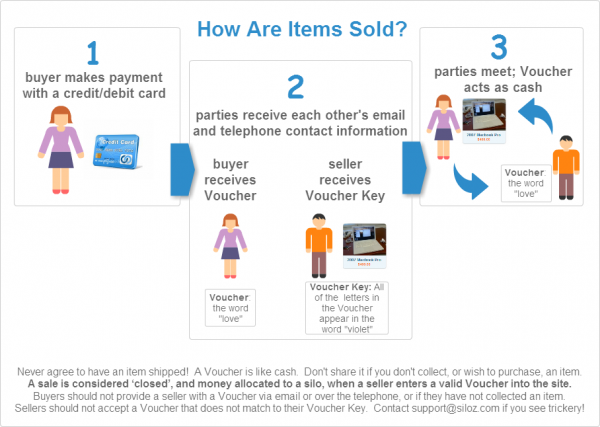 How Are Items Sold?
1
buyer makes payment
with a credit/debit card
Credit Card
2
parties receive each other's email
and telephone contact information
buyer
receives
Voucher
Voucher:
the word
"love"
seller
receives
Voucher Key
2007 Macbook Pro
Voucher Key: All
of the letters in
the Voucher
appear in the
word "violet"
3
parties meet; Voucher
acts as cash
2007 Macbook Pro
Voucher:
the word
"love"
Never agree to have an item shipped! A Voucher is like cash. Don't share it if you don't collect, or wish to purchase, an item.
A sale is considered ‘closed’, and money allocated to a silo, when a seller enters a valid Voucher into the site.
Buyers should not provide a seller with a Voucher via email or over the telephone, or if they have not collected an item.
Sellers should not accept a Voucher that does not match to their Voucher Key. Contact support@siloz.com if you see trickery!